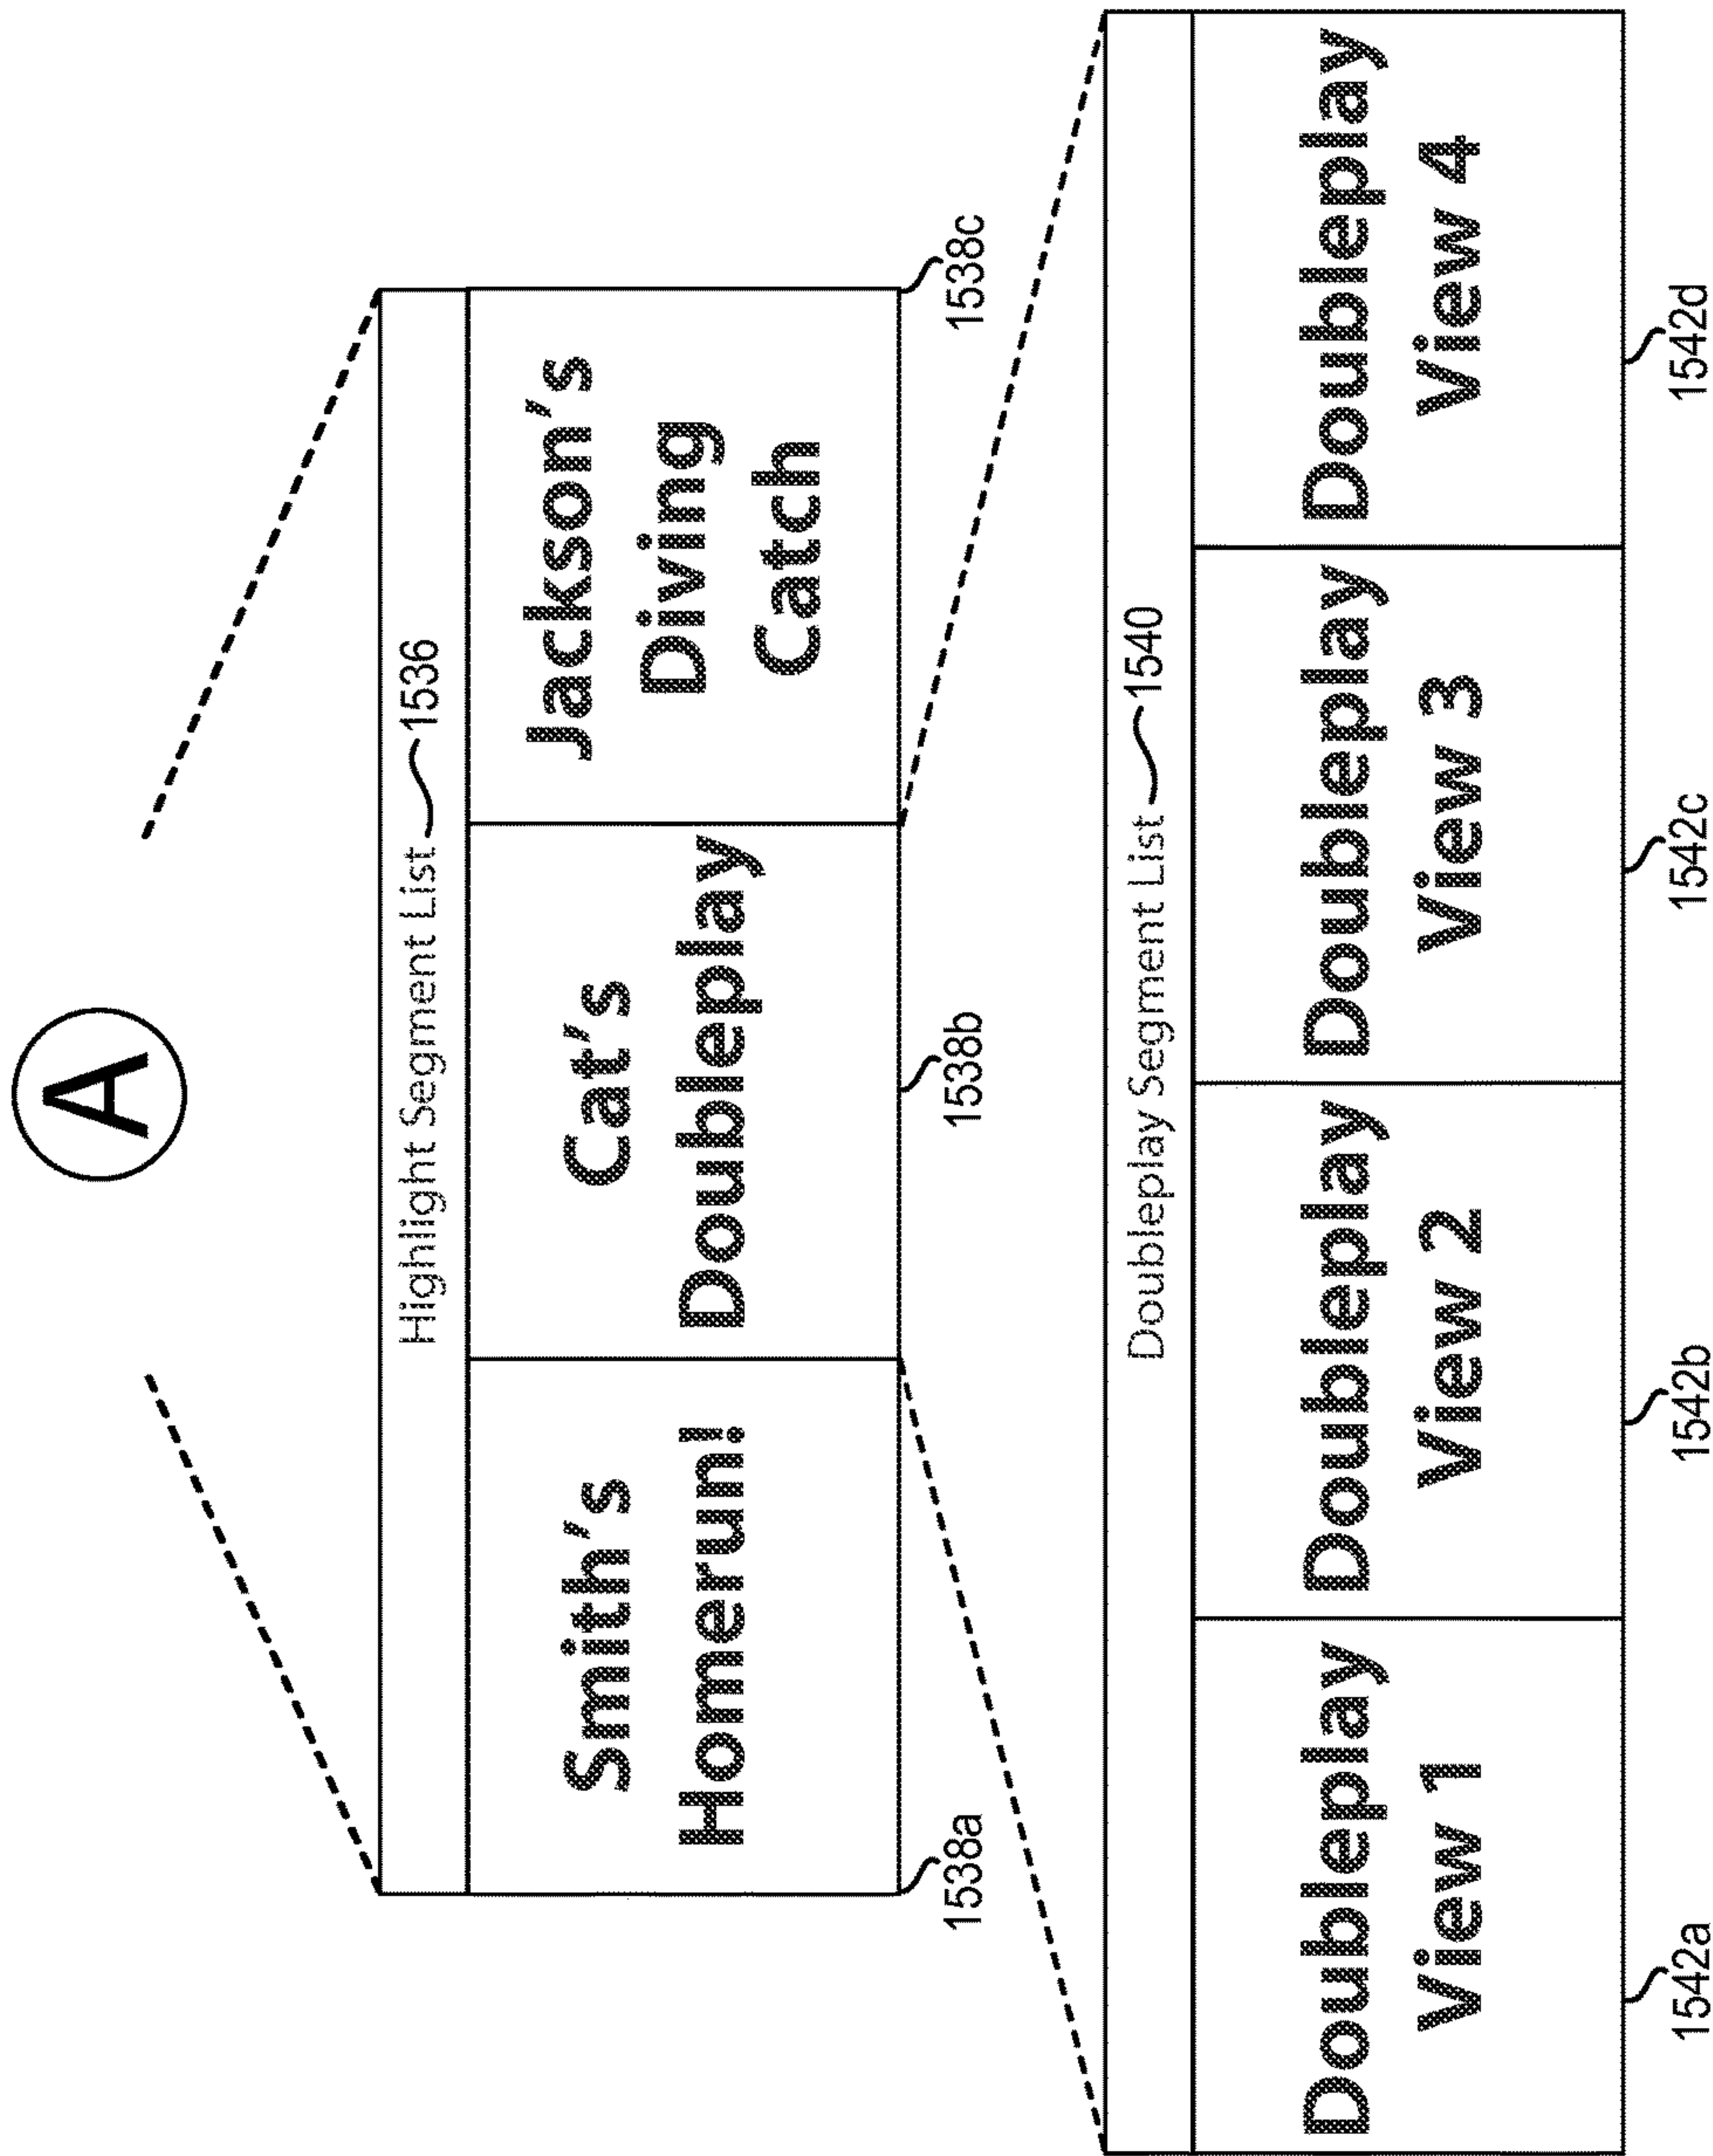 A
Highlight Segment List 1536
Smith's
Homerun!
Cat's
Doubleplay
Jackson's
Diving
Catch
1538a
1538b
1538c
Doubleplay Segment List 1540
Doubleplay
View 1
Doubleplay
View 2
Doubleplay
View 3
Doubleplay
View 4
1542a
1542b
1542c
1542d